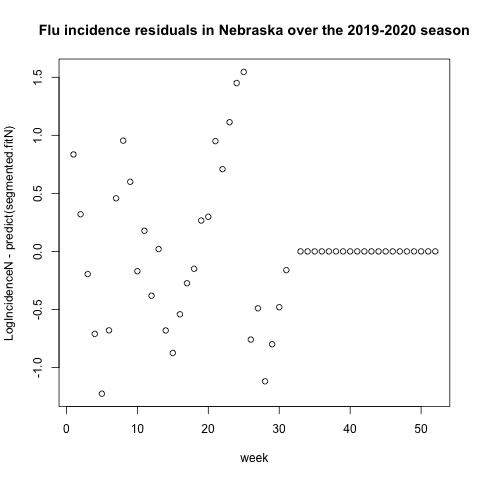 Flu incidence residuals in Nebraska over the 2019-2020 season
LogIncidenceN - predict(segmented.fitN)
1.5
1.0
0.5
0.0
-0.5
-1.0
0 10 20 30 40 50
week